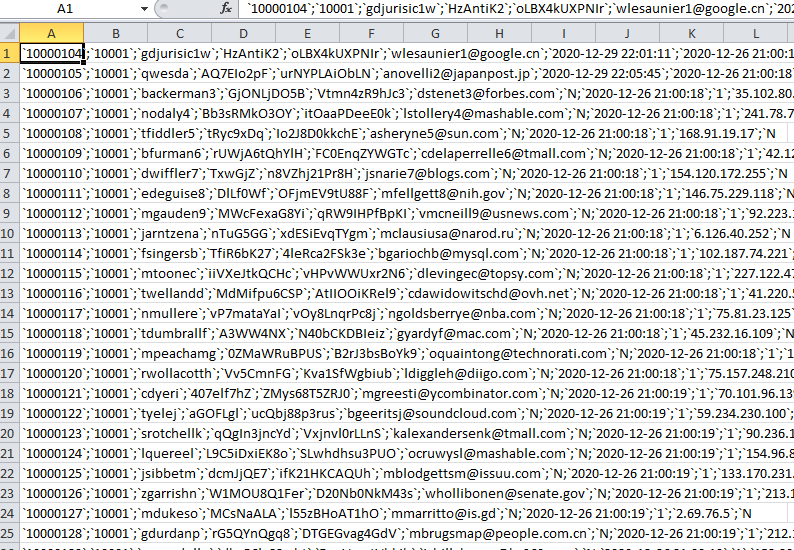 A1 fx `10000104`;`10001`;`gdjurisic1w`;`HzAntiK2`;`oLBX4kUXPNIr`;`wlesaunier1@google.cn`;`2020-12-29 22:01:11`;`2020-12-26 21:00:18`;`1`;`202
A B C D E F G H I J K L
1 `10000104`;`10001`;`gdjurisic1w`;`HzAntiK2`;`oLBX4kUXPNIr`;`wlesaunier1@google.cn`;`2020-12-29 22:01:11`;`2020-12-26 21:00:1
2 `10000105`;`10001`;`qwesda`;`AQ7EIo2pF`;`urNYPLAiObLN`;`anovelli2@japanpost.jp`;`2020-12-29 22:05:45`;`2020-12-26 21:00:18`
3 `10000106`;`10001`;`backerman3`;`GjONLjDO5B`;`Vtmn4zR9hJc3`;`dstenet3@forbes.com`;`N;`2020-12-26 21:00:18`;`1`;`35.102.80.
4 `10000107`;`10001`;`nodaly4`;`Bb3sRMkO3OY`;`itOaaPDeeE0k`;`lstollery4@mashable.com`;`N;`2020-12-26 21:00:18`;`1`;`241.78.7
5 `10000108`;`10001`;`tfiddler5`;`tRyc9xDq`;`Io2J8D0kkchE`;`asheryne5@sun.com`;`N;`2020-12-26 21:00:18`;`1`;`168.91.19.17`;`N
6 `10000109`;`10001`;`bfurman6`;`rUWjA6tQhYlH`;`FC0EnqZYWGTc`;`cdelaperrelle6@tmall.com`;`N;`2020-12-26 21:00:18`;`1`;`42.12
7 `10000110`;`10001`;`dwiffler7`;`TxwGjZ`;`n8VZhj21Pr8H`;`jsnarie7@blogs.com`;`N;`2020-12-26 21:00:18`;`1`;`154.120.172.255`;`N
8 `10000111`;`10001`;`edeguise8`;`DlLf0Wf`;`OFjmEV9tU88F`;`mfellgett8@nih.gov`;`N;`2020-12-26 21:00:18`;`1`;`146.75.229.118`;`N
9 `10000112`;`10001`;`mgauden9`;`MWcFexaG8Yi`;`qRW9IHPfBpKI`;`vmcneill9@usnews.com`;`N;`2020-12-26 21:00:18`;`1`;`92.223.1
10 `10000113`;`10001`;`jarntzena`;`nTuG5GG`;`xdESiEvqTYgm`;`mclausiusa@narod.ru`;`N;`2020-12-26 21:00:18`;`1`;`6.126.40.252`;`N
11 `10000114`;`10001`;`fsingersb`;`TfiR6bK27`;`4leRca2FSk3e`;`bgariochb@mysql.com`;`N;`2020-12-26 21:00:18`;`1`;`102.187.74.221`;
12 `10000115`;`10001`;`mtoonec`;`iiVXeJtkQCHc`;`vHPvWWUxr2N6`;`dlevingec@topsy.com`;`N;`2020-12-26 21:00:18`;`1`;`227.122.47
13 `10000116`;`10001`;`twellandd`;`MdMifpu6CSP`;`AtIIOOiKRel9`;`cdawidowitschd@ovh.net`;`N;`2020-12-26 21:00:18`;`1`;`41.220.5
14 `10000117`;`10001`;`nmullere`;`vP7mataYaI`;`vOy8LnqrPc8j`;`ngoldsberrye@nba.com`;`N;`2020-12-26 21:00:18`;`1`;`75.81.23.125`
15 `10000118`;`10001`;`tdumbrallf`;`A3WW4NX`;`N40bCKDBIeiz`;`gyardyf@mac.com`;`N;`2020-12-26 21:00:18`;`1`;`45.232.16.109`;`N
16 `10000119`;`10001`;`mpeachamg`;`0ZMaWRuBPUS`;`B2rJ3bsBoYk9`;`oquaintong@technorati.com`;`N;`2020-12-26 21:00:18`;`1`;`1
17 `10000120`;`10001`;`rwollacotth`;`Vv5CmnFG`;`Kva1SfWgbiub`;`ldiggleh@diigo.com`;`N;`2020-12-26 21:00:18`;`1`;`75.157.248.210
18 `10000121`;`10001`;`cdyeri`;`407elf7hZ`;`ZMys68T5ZRJ0`;`mgreesti@ycombinator.com`;`N;`2020-12-26 21:00:19`;`1`;`70.101.96.139
19 `10000122`;`10001`;`tyelej`;`aGOFLgl`;`ucQbj88p3rus`;`bgeeritsj@soundcloud.com`;`N;`2020-12-26 21:00:19`;`1`;`59.234.230.100`;
20 `10000123`;`10001`;`srotchellk`;`qQgIn3jncYd`;`Vxjnvl0rLLnS`;`kalexandersenk@tmall.com`;`N;`2020-12-26 21:00:19`;`1`;`90.236.1
21 `10000124`;`10001`;`lquereel`;`L9C5iDxiEK8o`;`SLwhdhsu3PUO`;`ocruwysl@mashable.com`;`N;`2020-12-26 21:00:19`;`1`;`154.96.8
22 `10000125`;`10001`;`jsibbetm`;`dcmJjQE7`;`ifK21HKCAQUh`;`mblodgettsm@issuu.com`;`N;`2020-12-26 21:00:19`;`1`;`133.170.231.
23 `10000126`;`10001`;`zgarrishn`;`W1MOU8Q1Fer`;`D20Nb0NkM43s`;`whollibonen@senate.gov`;`N;`2020-12-26 21:00:19`;`1`;`213.1
24 `10000127`;`10001`;`mdukeso`;`MCsNaALA`;`l55zBHoAT1hO`;`mmarritto@is.gd`;`N;`2020-12-26 21:00:19`;`1`;`2.69.76.5`;`N
25 `10000128`;`10001`;`gdurdanp`;`rG5QYnQgq8`;`DTGEGvag4GdV`;`mbrugsmap@people.com.cn`;`N;`2020-12-26 21:00:19`;`1`;`212.1